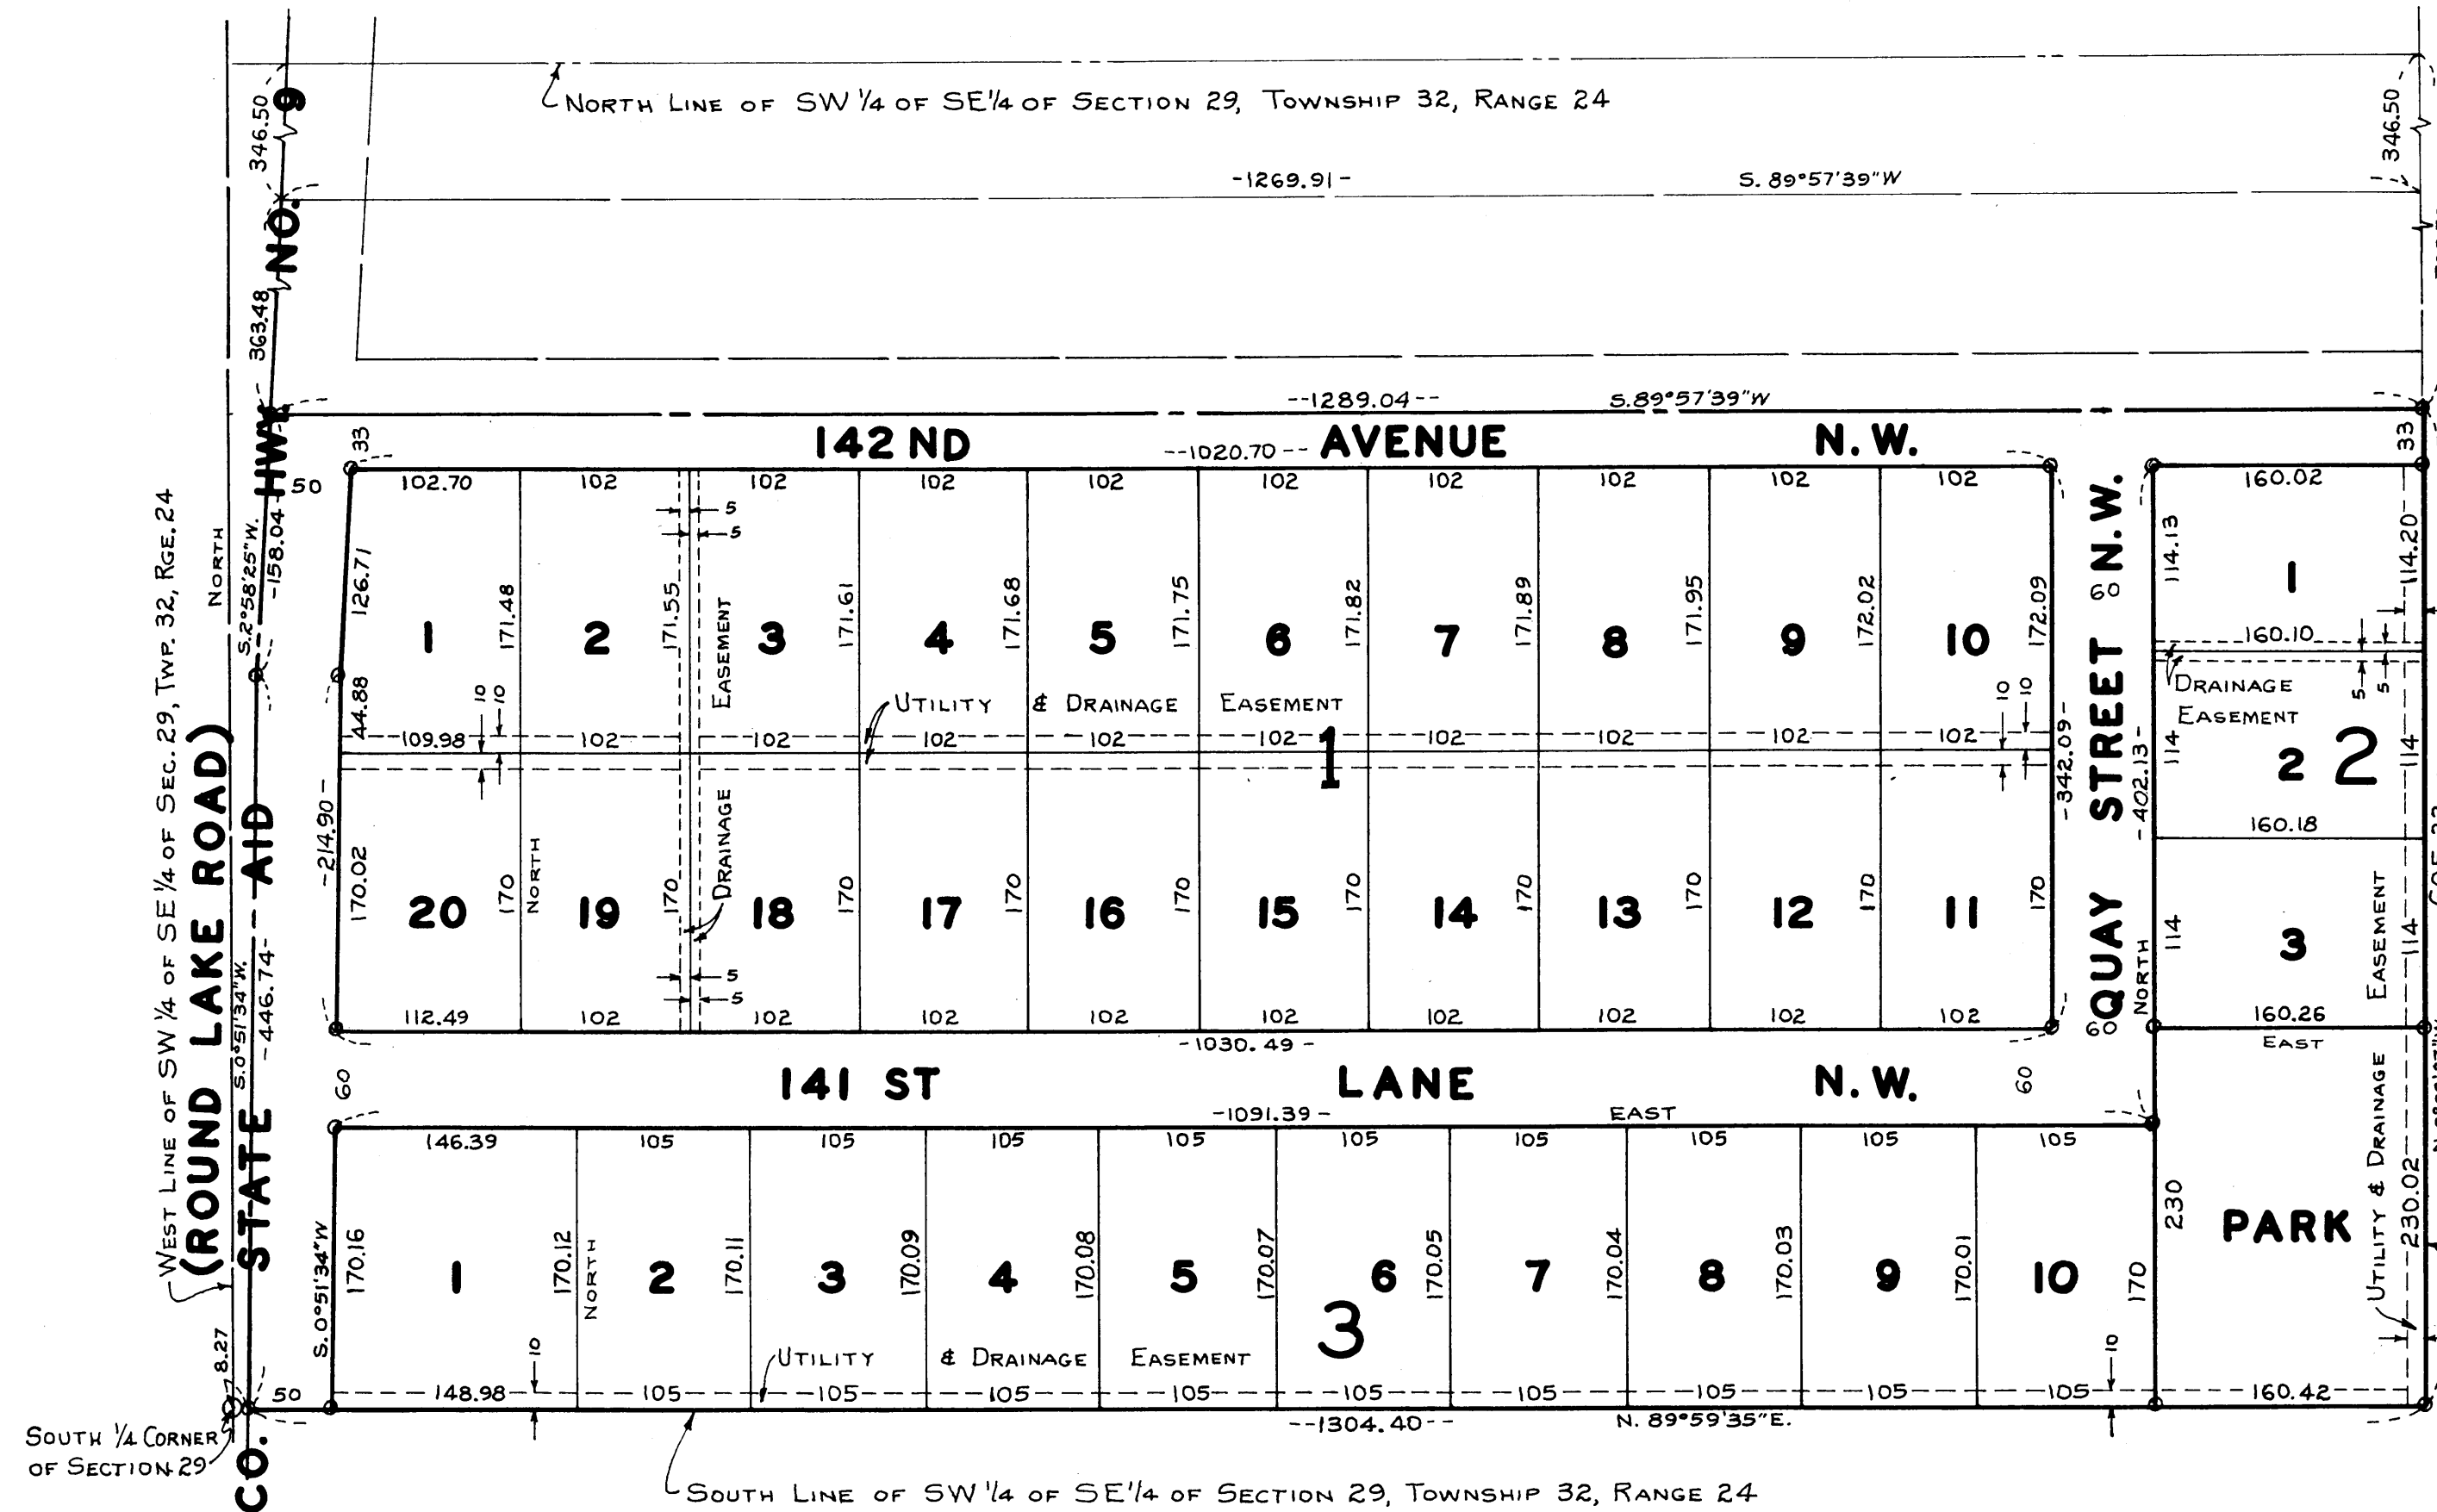 346.50
9
NORTH LINE OF SW 1/4 OF SE 1/4 OF SECTION 29, TOWNSHIP 32, RANGE 24
346.50
-1269.91-
S. 89°57'39"W
NO.
363.48
--1289.04--
S.89°57'39"W
HWY
33
142 ND AVENUE N.W.
--1020.70--
33
50
102.70 102 102 102 102 102 102 102 102 102
160.02
5
5
S.2°58'25"W.
-158.04-
NORTH
WEST LINE OF SW 1/4 OF SE 1/4 OF SEC. 29, TWP. 32, RGE. 24
126.71
171.48
171.55
EASEMENT
171.61
171.68
171.75
171.82
171.89
171.95
172.02
172.09
1 2 3 4 5 6 7 8 9 10
QUAY STREET N.W.
60
114.13
114.20
1
160.10
44.88
10 10
UTILITY & DRAINAGE EASEMENT
10 10
DRAINAGE
EASEMENT
5 5
109.98 102 102 102 102 102 102 102 102 102
1
-342.09-
-402.13-
114
2
2
114
160.18
(ROUND LAKE ROAD)
CO. STATE AID
-214.90-
170.02
170
NORTH
170
DRAINAGE
170 170 170 170 170 170 170 170
20 19 18 17 16 15 14 13 12 11
114
3
114
EASEMENT
S.0°51'34"W.
-446.74-
5
5
112.49 102 102 102 102 102 102 102 102 102
NORTH
60
160.26
EAST
-1030.49-
60
141 ST LANE N.W.
60
-1091.39-
EAST
146.39 105 105 105 105 105 105 105 105 105
S.0°51'34"W
170.16
170.12
NORTH
170.11
170.09
170.08
170.07
170.05
170.04
170.03
170.01
170
230
1 2 3 4 5 6 7 8 9 10
PARK
UTILITY & DRAINAGE
230.02
3
10
UTILITY & DRAINAGE EASEMENT
10
8.27
50
148.98 105 105 105 105 105 105 105 105 105
160.42
--1304.40--
N. 89°59'35"E.
SOUTH 1/4 CORNER
OF SECTION 29
SOUTH LINE OF SW 1/4 OF SE 1/4 OF SECTION 29, TOWNSHIP 32, RANGE 24